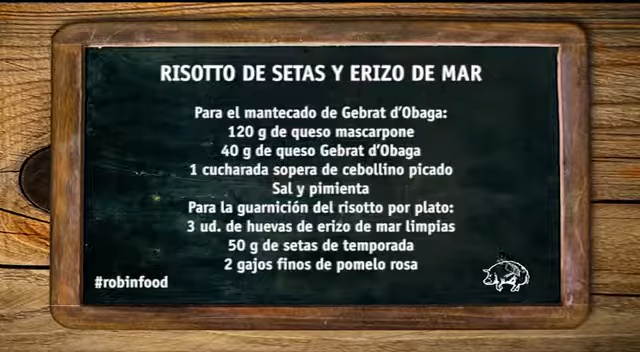 RISOTTO DE SETAS Y ERIZO DE MAR
Para el mantecado de Gebrat d'Obaga:
120 g de queso mascarpone
40 g de queso Gebrat d'Obaga
1 cucharada sopera de cebollino picado
Sal y pimienta
Para la guarnición del risotto por plato:
3 ud. de huevas de erizo de mar limpias
50 g de setas de temporada
2 gajos finos de pomelo rosa
#robinfood